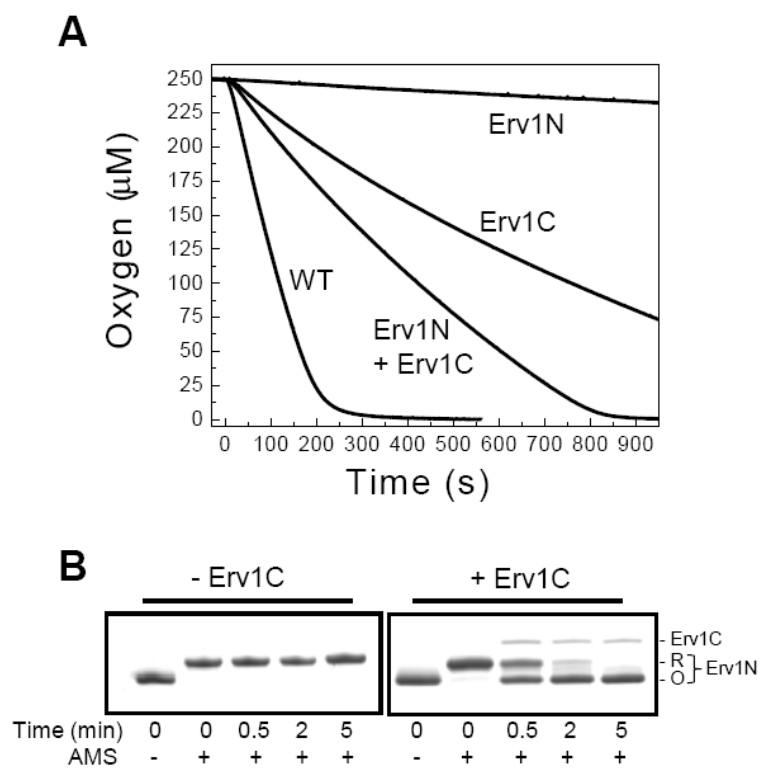 A
Oxygen (μM)
250
225
200
175
150
125
100
75
50
25
0
Erv1N
Erv1C
WT
Erv1N
+ Erv1C
0 100 200 300 400 500 600 700 800 900
Time (s)
B
- Erv1C
+ Erv1C
- Erv1C
- R
- O
Erv1N
Time (min) 0 0 0.5 2 5 0 0 0.5 2 5
AMS - + + + + - + + + +